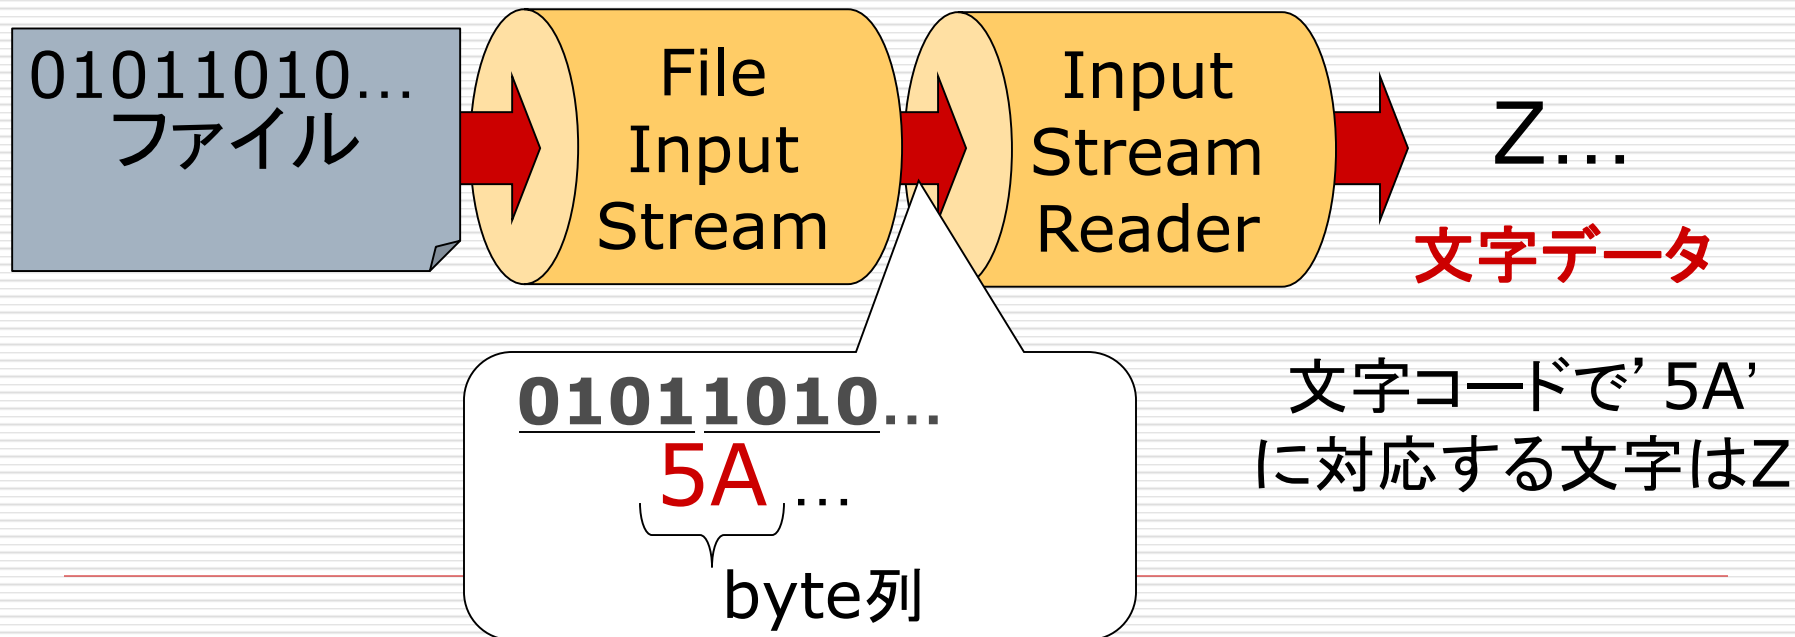 01011010...
ファイル
File
Input
Stream
Input
Stream
Reader
Z...
文字データ
01011010...
5A ...
byte列
文字コードで’5A’
に対応する文字はZ